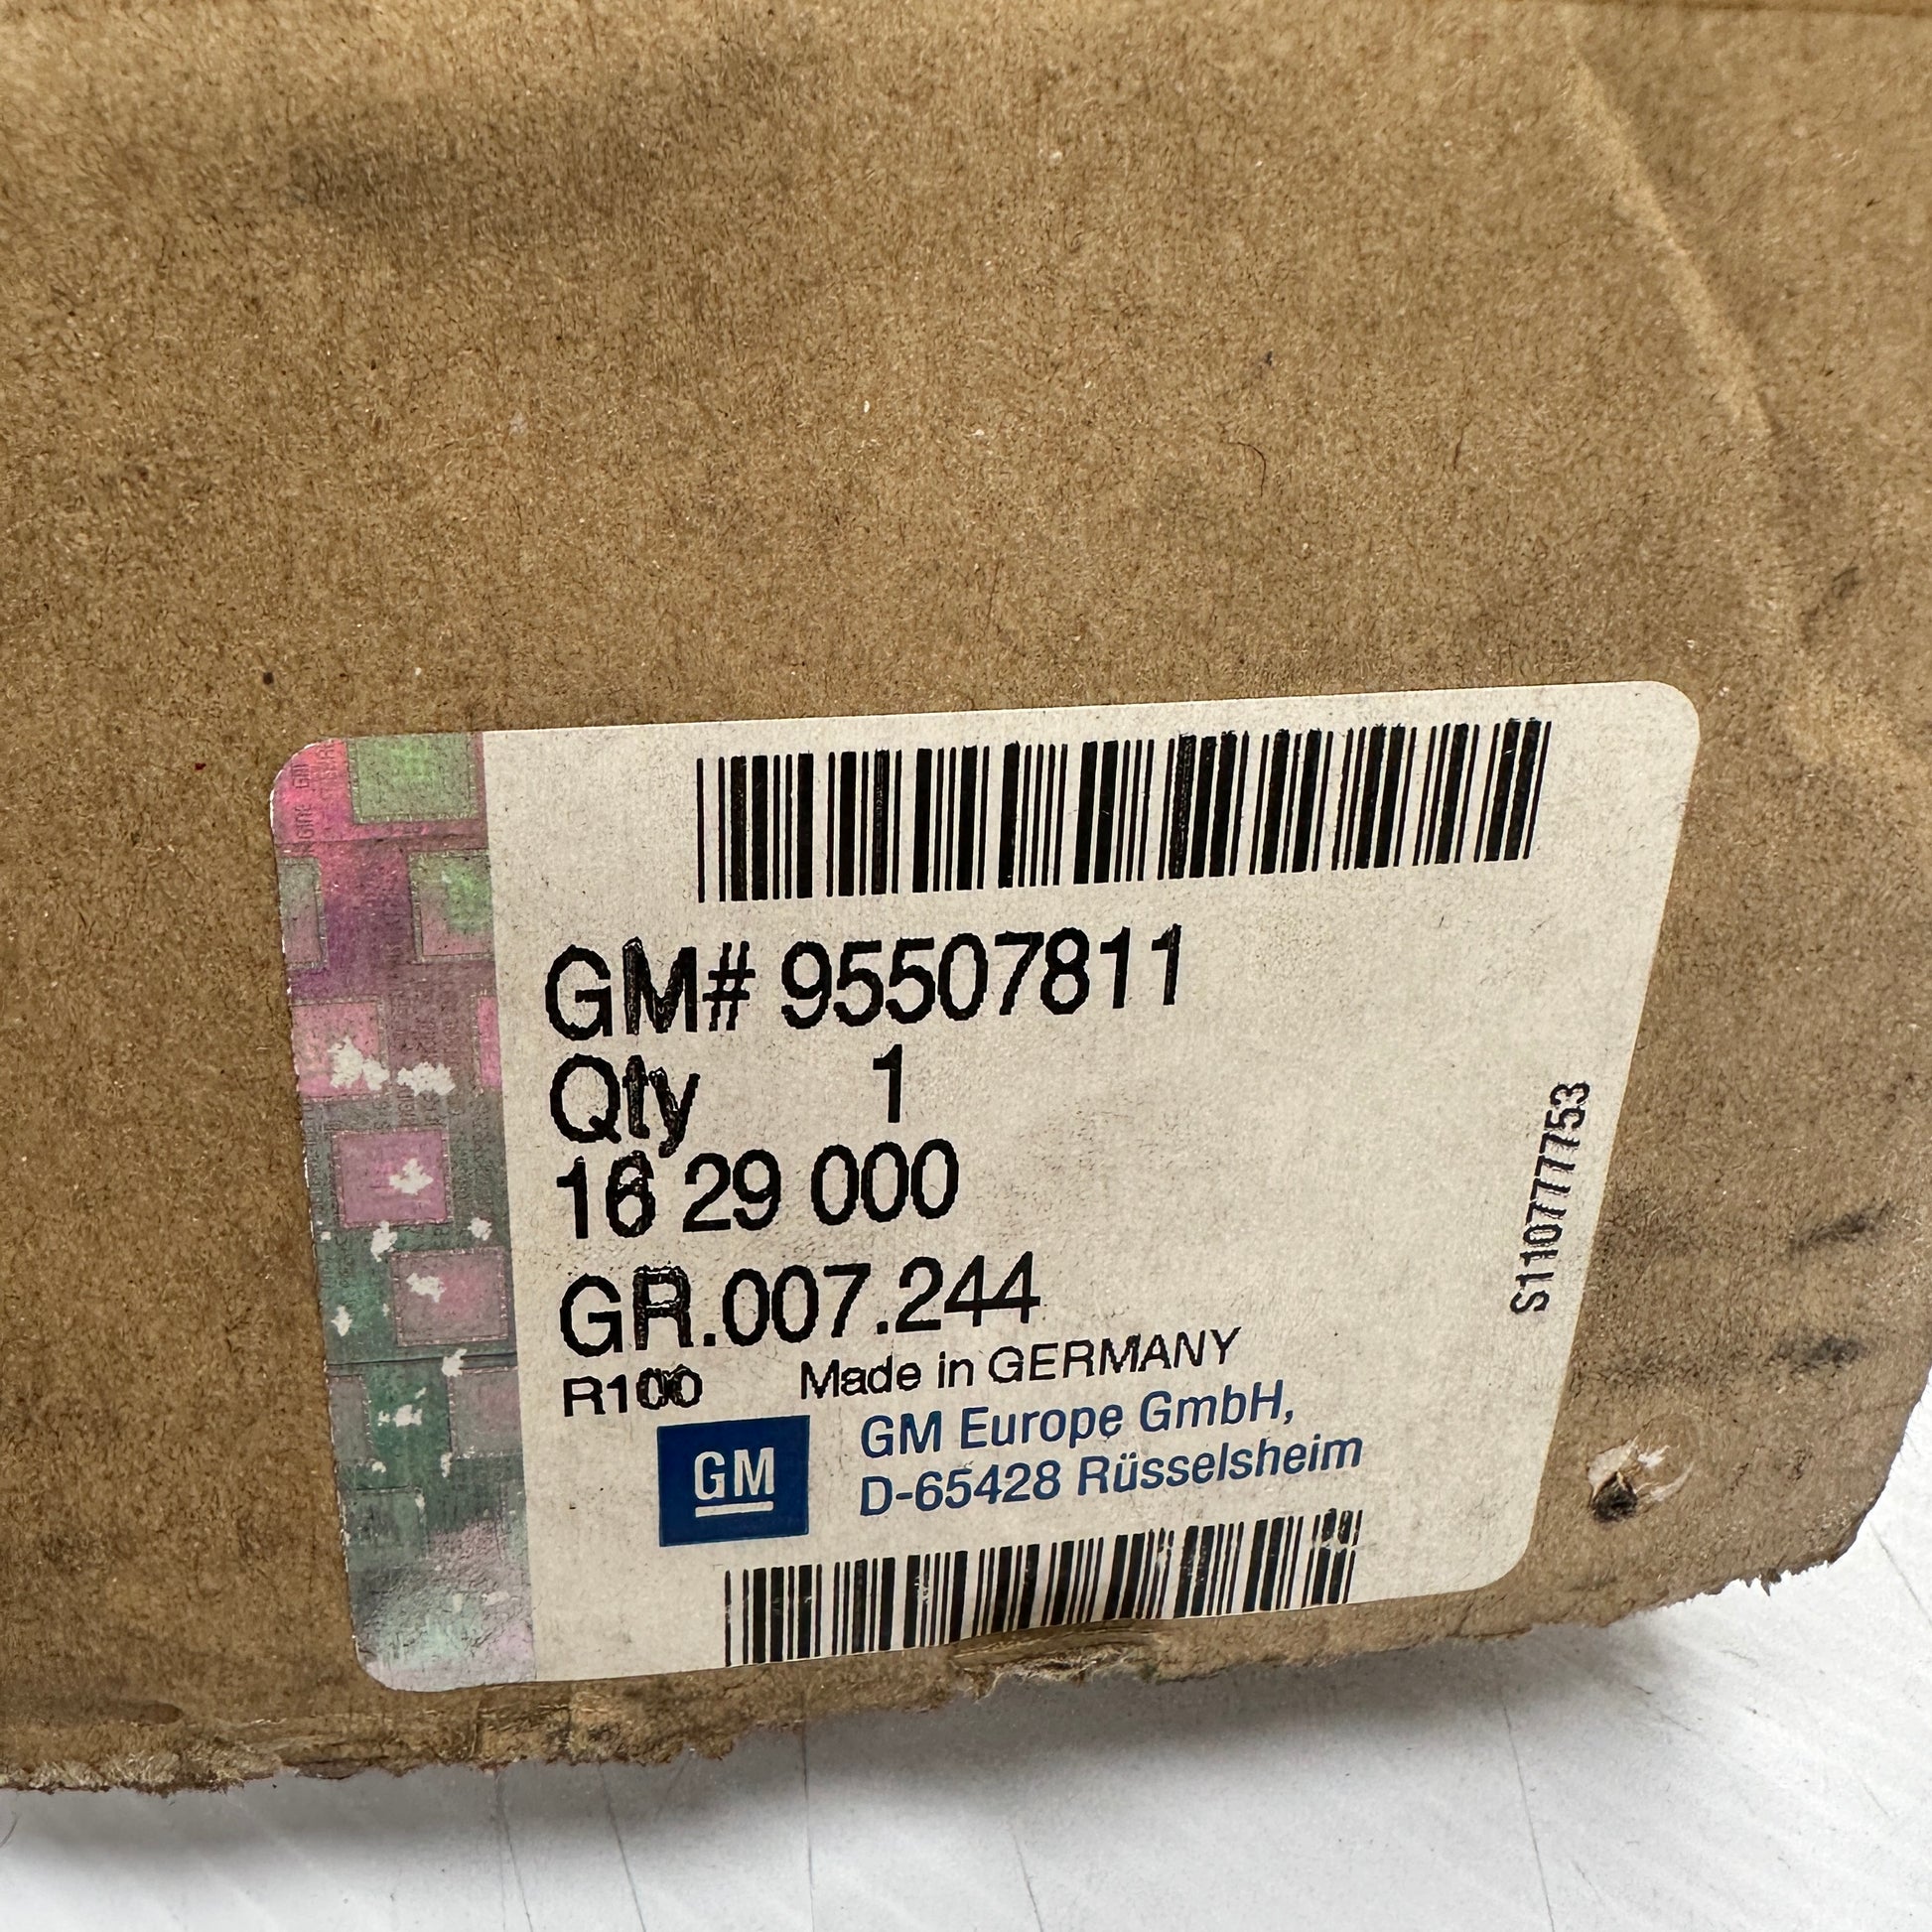 GM# 95507811
Qty 1
16 29 000
GR.007.244
R100 Made in GERMANY
GM
GM Europe GmbH,
D-65428 Rüsselsheim
S110777753